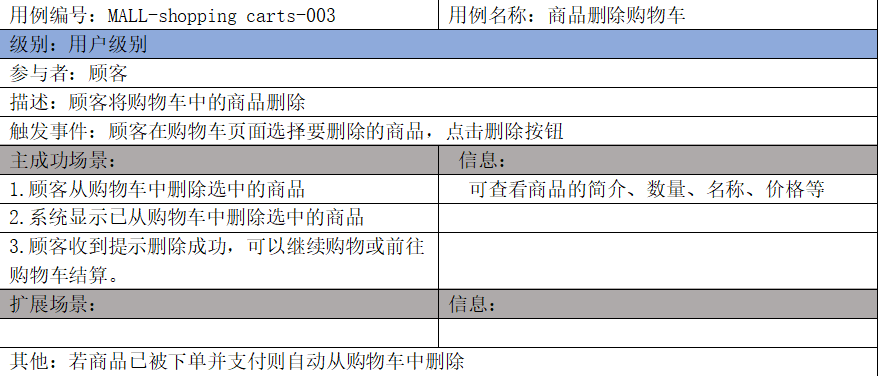 用例编号：MALL-shopping carts-003 用例名称：商品删除购物车
级别：用户级别
参与者：顾客
描述：顾客将购物车中的商品删除
触发事件：顾客在购物车页面选择要删除的商品，点击删除按钮
主成功场景： 信息：
1.顾客从购物车中删除选中的商品 可查看商品的简介、数量、名称、价格等
2.系统显示已从购物车中删除选中的商品
3.顾客收到提示删除成功，可以继续购物或前往
购物车结算。
扩展场景： 信息：
其他：若商品已被下单并支付则自动从购物车中删除